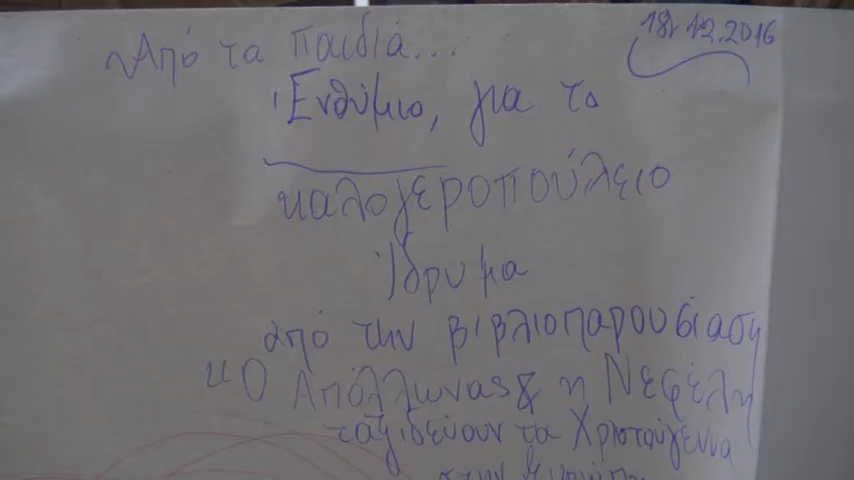 18.12.2016
Από τα παιδιά...
Ενθύμιο, για το
καλογεροπούλειο
Ίδρυμα
από την βιβλιοπαρουσίαση
"Ο Απόλλωνας & η Νεφέλη
ταξιδεύουν τα Χριστούγεννα
στην